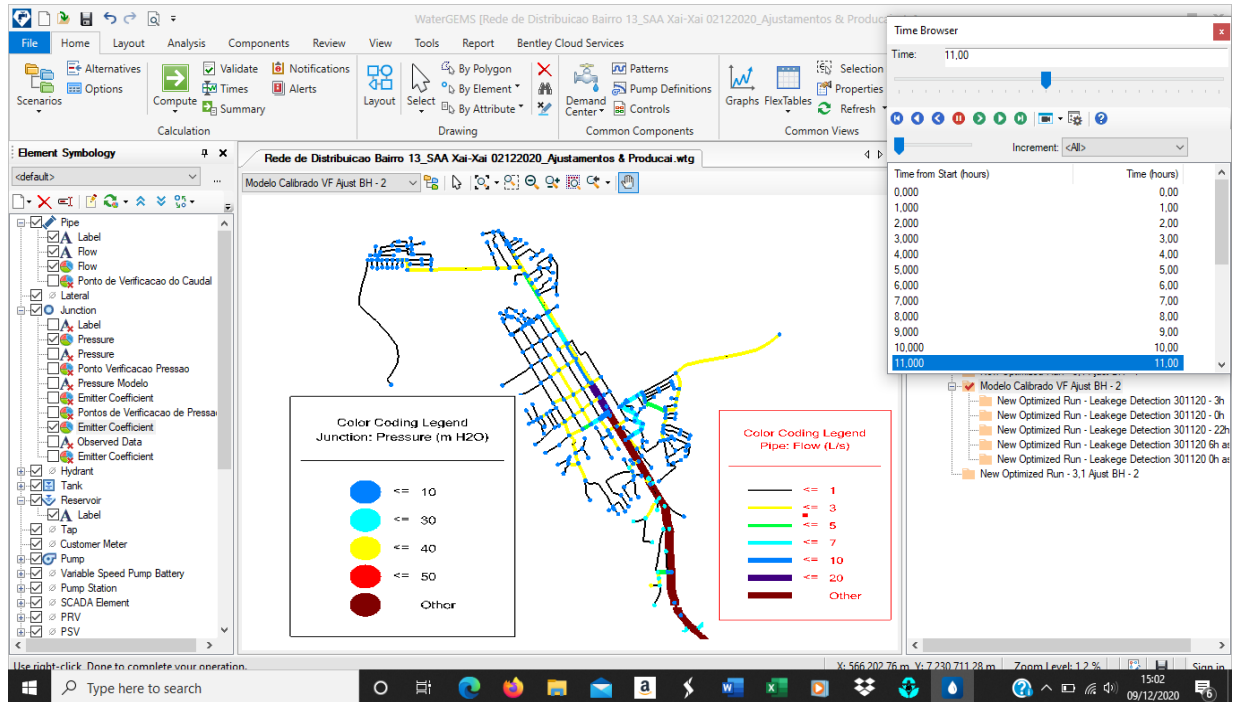 WaterGEMS [Rede de Distribuicao Bairro 13_SAA Xai-Xai 02122020_Ajustamentos & Produca
File Home Layout Analysis Components Review View Tools Report Bentley Cloud Services
Scenarios
Alternatives
Options
Compute
Validate
Times
Summary
Notifications
Alerts
Calculation
Layout
Select
By Polygon
By Element
By Attribute
Drawing
Demand Center
Patterns
Pump Definitions
Controls
Common Components
Graphs
FlexTables
Selection
Properties
Refresh
Common Views
Time Browser
Time: 11,00
Increment: <All>
Time from Start (hours) Time (hours)
0.000 0,00
1,000 1,00
2,000 2,00
3,000 3,00
4,000 4,00
5,000 5,00
6,000 6,00
7,000 7,00
8,000 8,00
9,000 9,00
10,000 10,00
11,000 11,00
Element Symbology
<default>
Pipe
Label
Flow
Flow
Ponto de Verificacao do Caudal
Lateral
Junction
Label
Pressure
Pressure
Ponto Verificacao Pressao
Pressure Modelo
Emitter Coefficient
Pontos de Verificacao de Pressa
Emitter Coefficient
Observed Data
Emitter Coefficient
Hydrant
Tank
Reservoir
Label
Tap
Customer Meter
Pump
Variable Speed Pump Battery
Pump Station
SCADA Element
PRV
PSV
Rede de Distribuicao Bairro 13_SAA Xai-Xai 02122020_Ajustamentos & Producai.wtg
Modelo Calibrado VF Ajust BH - 2
Color Coding Legend
Junction: Pressure (m H2O)
<= 10
<= 30
<= 40
<= 50
Other
Color Coding Legend
Pipe: Flow (L/s)
<= 1
<= 3
<= 5
<= 7
<= 10
<= 20
Other
Modelo Calibrado VF Ajust BH - 2
New Optimized Run - Leakege Detection 301120 - 3h
New Optimized Run - Leakege Detection 301120 - 0h
New Optimized Run - Leakege Detection 301120 - 22h
New Optimized Run - Leakege Detection 301120 6h as
New Optimized Run - Leakege Detection 301120 0h as
New Optimized Run - 3,1 Ajust BH - 2
Use right-click, Done to complete your operation.
X: 566 202,76 m, Y: 7 230 711,28 m Zoom Level: 1,2 % Sign in
Type here to search
15:02
09/12/2020